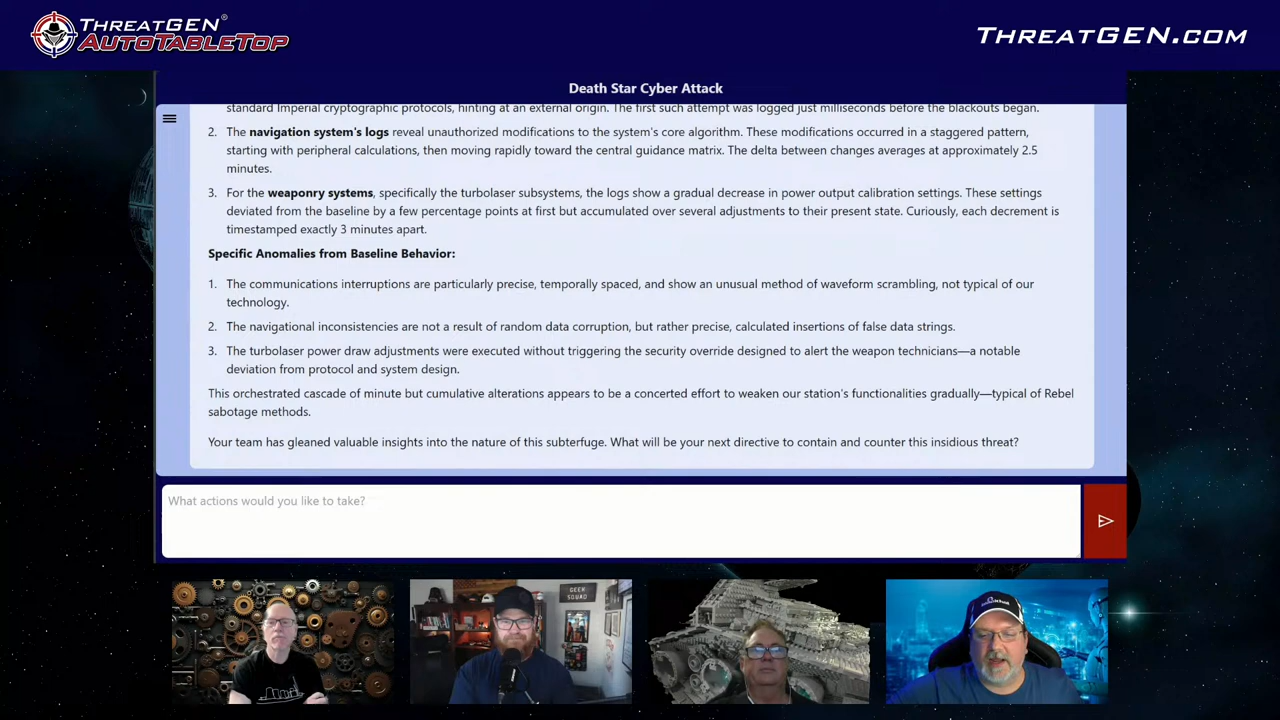 THREATGEN®
AUTOTABLETOP
THREATGEN.COM
Death Star Cyber Attack
standard Imperial cryptographic protocols, hinting at an external origin. The first such attempt was logged just milliseconds before the blackouts began.
2. The navigation system's logs reveal unauthorized modifications to the system's core algorithm. These modifications occurred in a staggered pattern,
starting with peripheral calculations, then moving rapidly toward the central guidance matrix. The delta between changes averages at approximately 2.5
minutes.
3. For the weaponry systems, specifically the turbolaser subsystems, the logs show a gradual decrease in power output calibration settings. These settings
deviated from the baseline by a few percentage points at first but accumulated over several adjustments to their present state. Curiously, each decrement is
timestamped exactly 3 minutes apart.
Specific Anomalies from Baseline Behavior:
1. The communications interruptions are particularly precise, temporally spaced, and show an unusual method of waveform scrambling, not typical of our
technology.
2. The navigational inconsistencies are not a result of random data corruption, but rather precise, calculated insertions of false data strings.
3. The turbolaser power draw adjustments were executed without triggering the security override designed to alert the weapon technicians—a notable
deviation from protocol and system design.
This orchestrated cascade of minute but cumulative alterations appears to be a concerted effort to weaken our station's functionalities gradually—typical of Rebel
sabotage methods.
Your team has gleaned valuable insights into the nature of this subterfuge. What will be your next directive to contain and counter this insidious threat?
What actions would you like to take?
GEEK
SQUAD